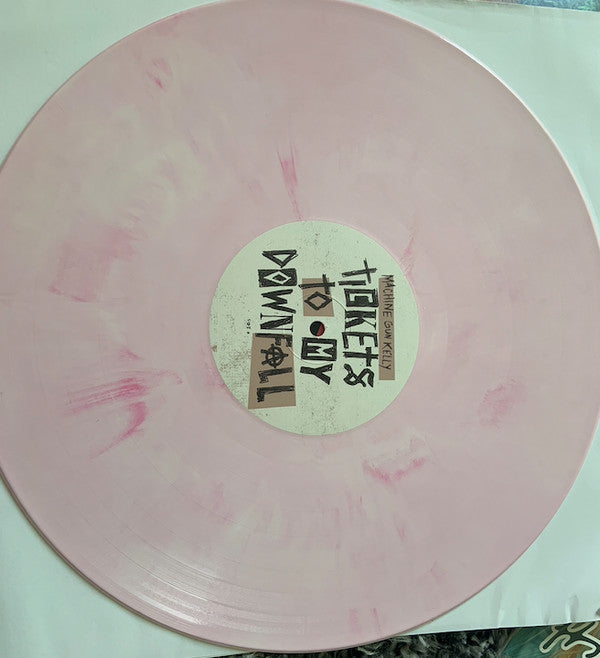 MACHINE GUN KELLY
TICKETS
TO MY
DOWNFALL